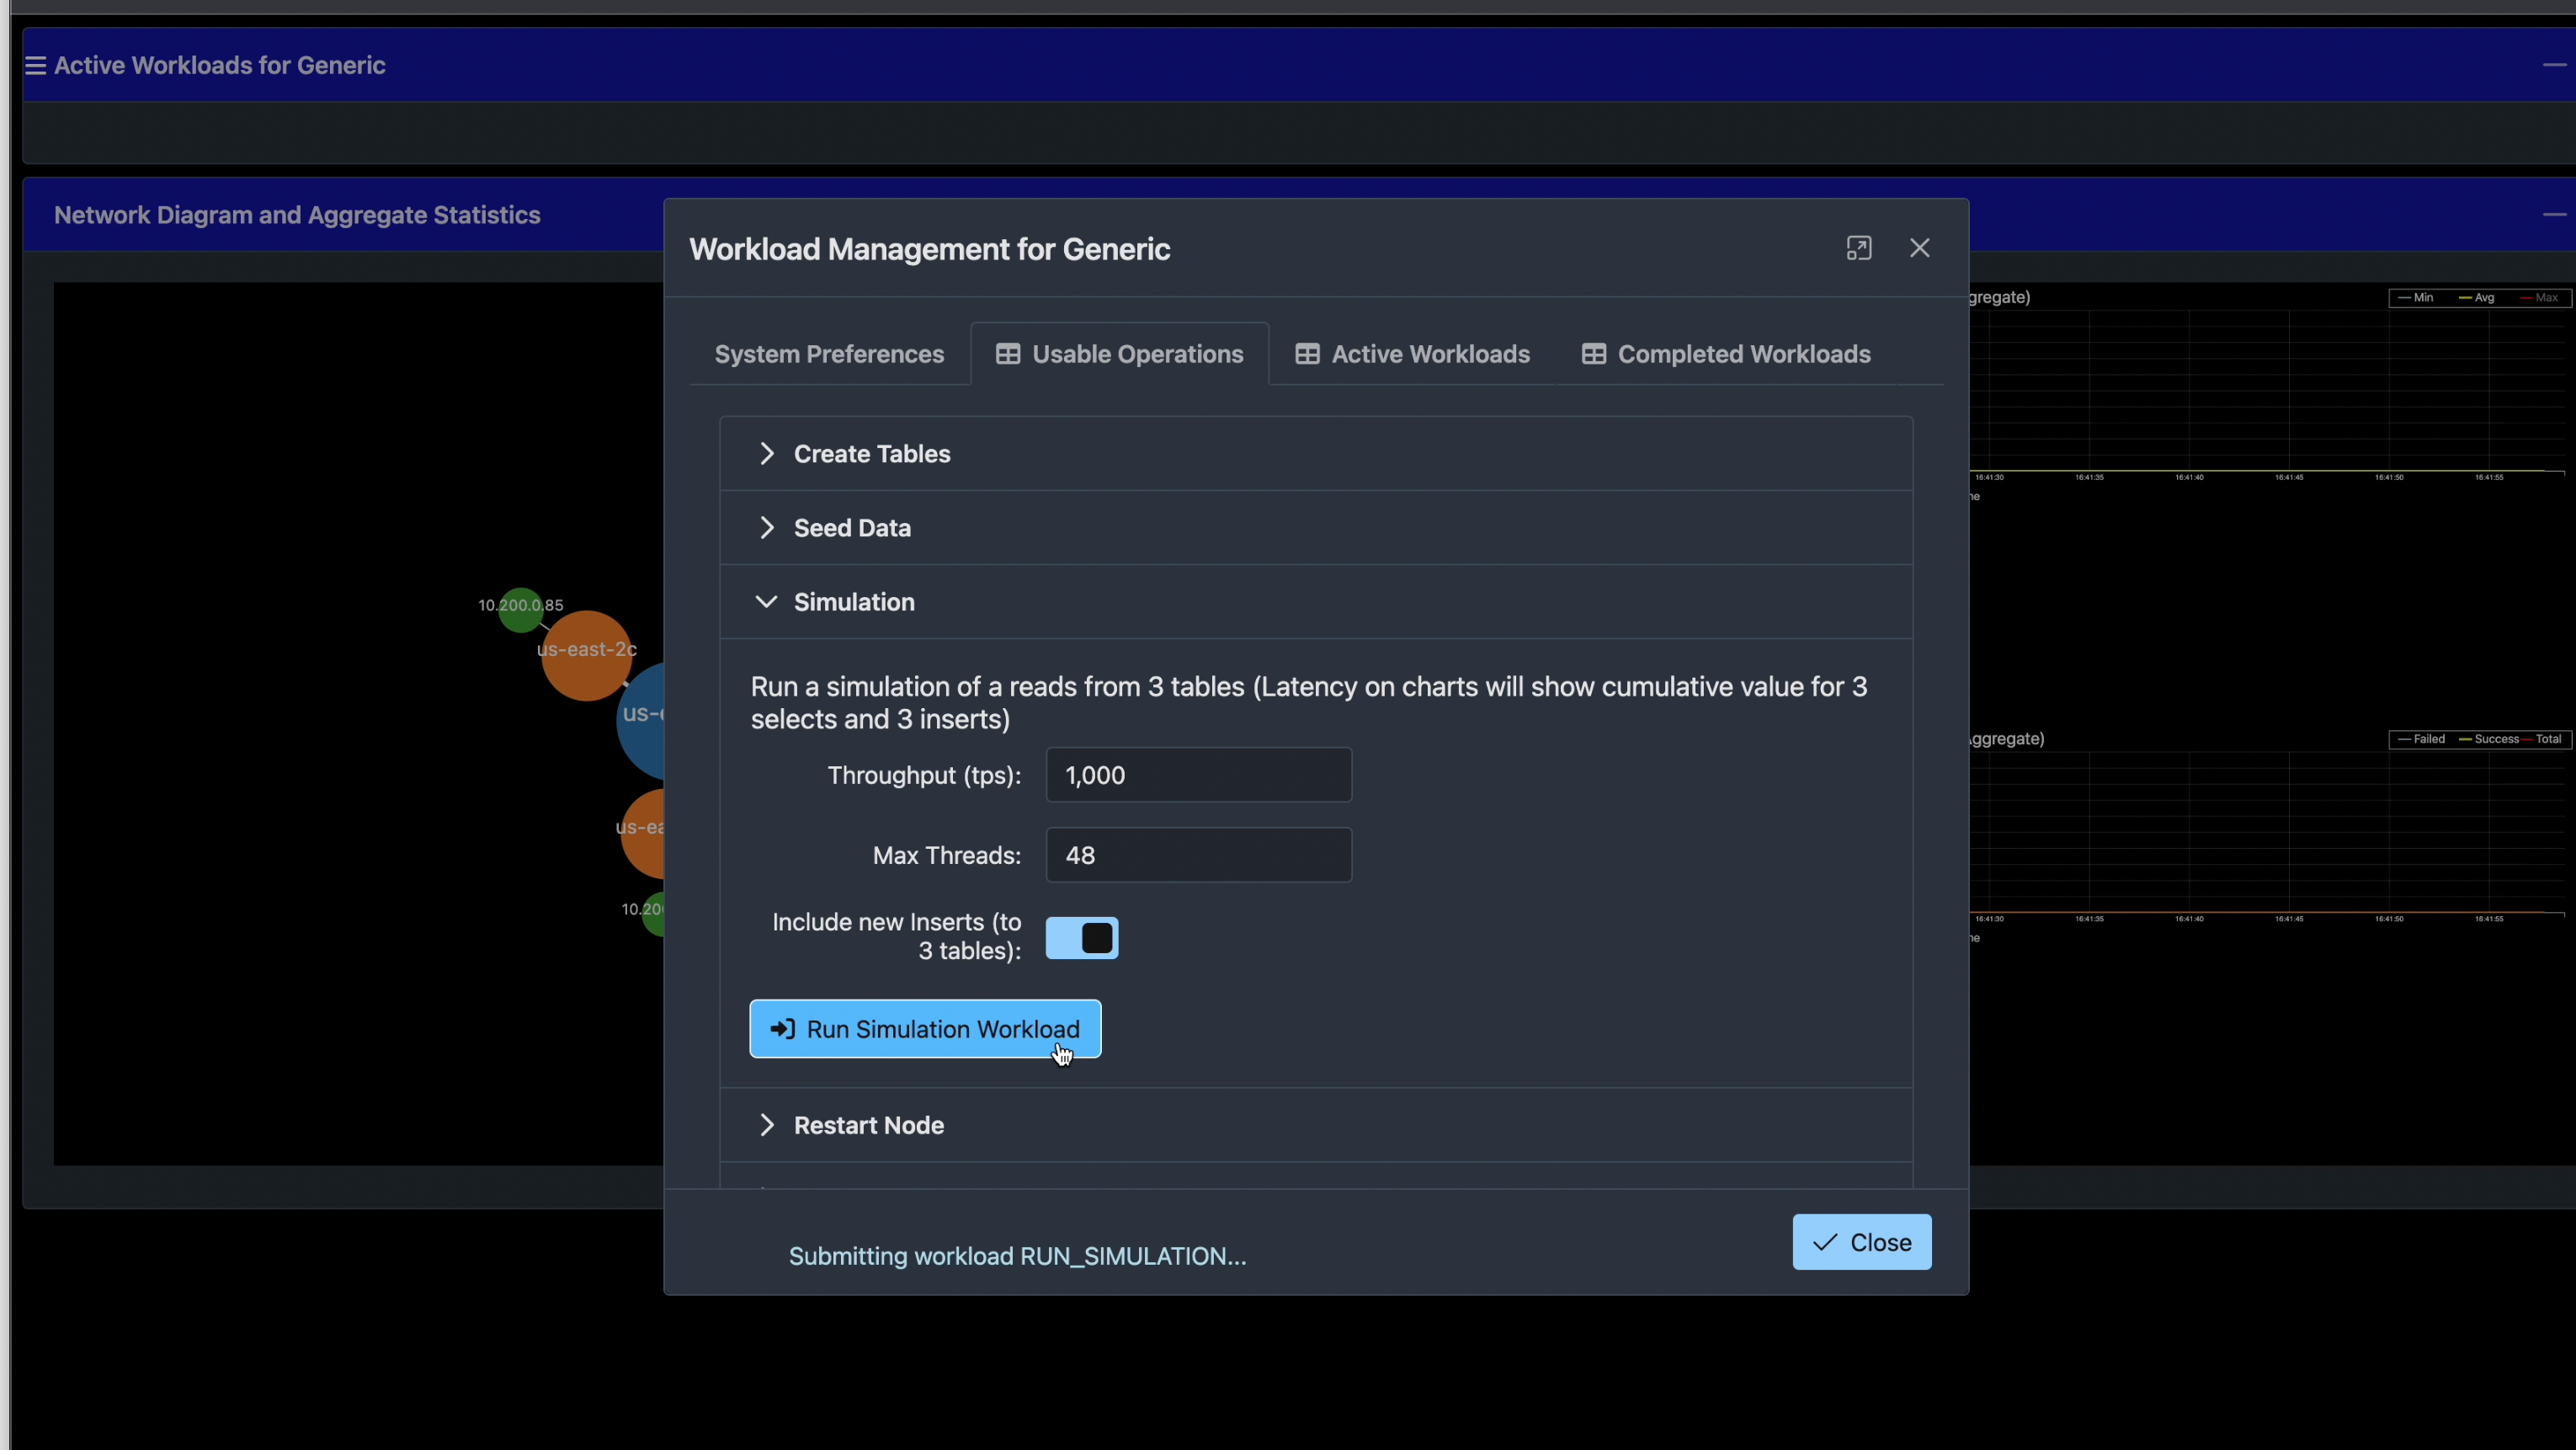 Active Workloads for Generic
Network Diagram and Aggregate Statistics
Workload Management for Generic
System Preferences
Usable Operations
Active Workloads
Completed Workloads
Create Tables
Seed Data
Simulation
Run a simulation of a reads from 3 tables (Latency on charts will show cumulative value for 3
selects and 3 inserts)
Throughput (tps): 1,000
Max Threads: 48
Include new Inserts (to
3 tables):
Run Simulation Workload
Restart Node
Submitting workload RUN_SIMULATION...
Close
10.200.0.85
us-east-2c
us-e
us-ea
10.20
gregate)
Min Avg Max
16:41:30 16:41:35 16:41:40 16:41:45 16:41:50 16:41:55
ne
ggregate)
Failed Success Total
16:41:30 16:41:35 16:41:40 16:41:45 16:41:50 16:41:55
ne